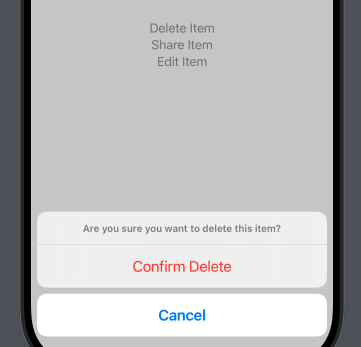 Delete Item
Share Item
Edit Item
Are you sure you want to delete this item?
Confirm Delete
Cancel